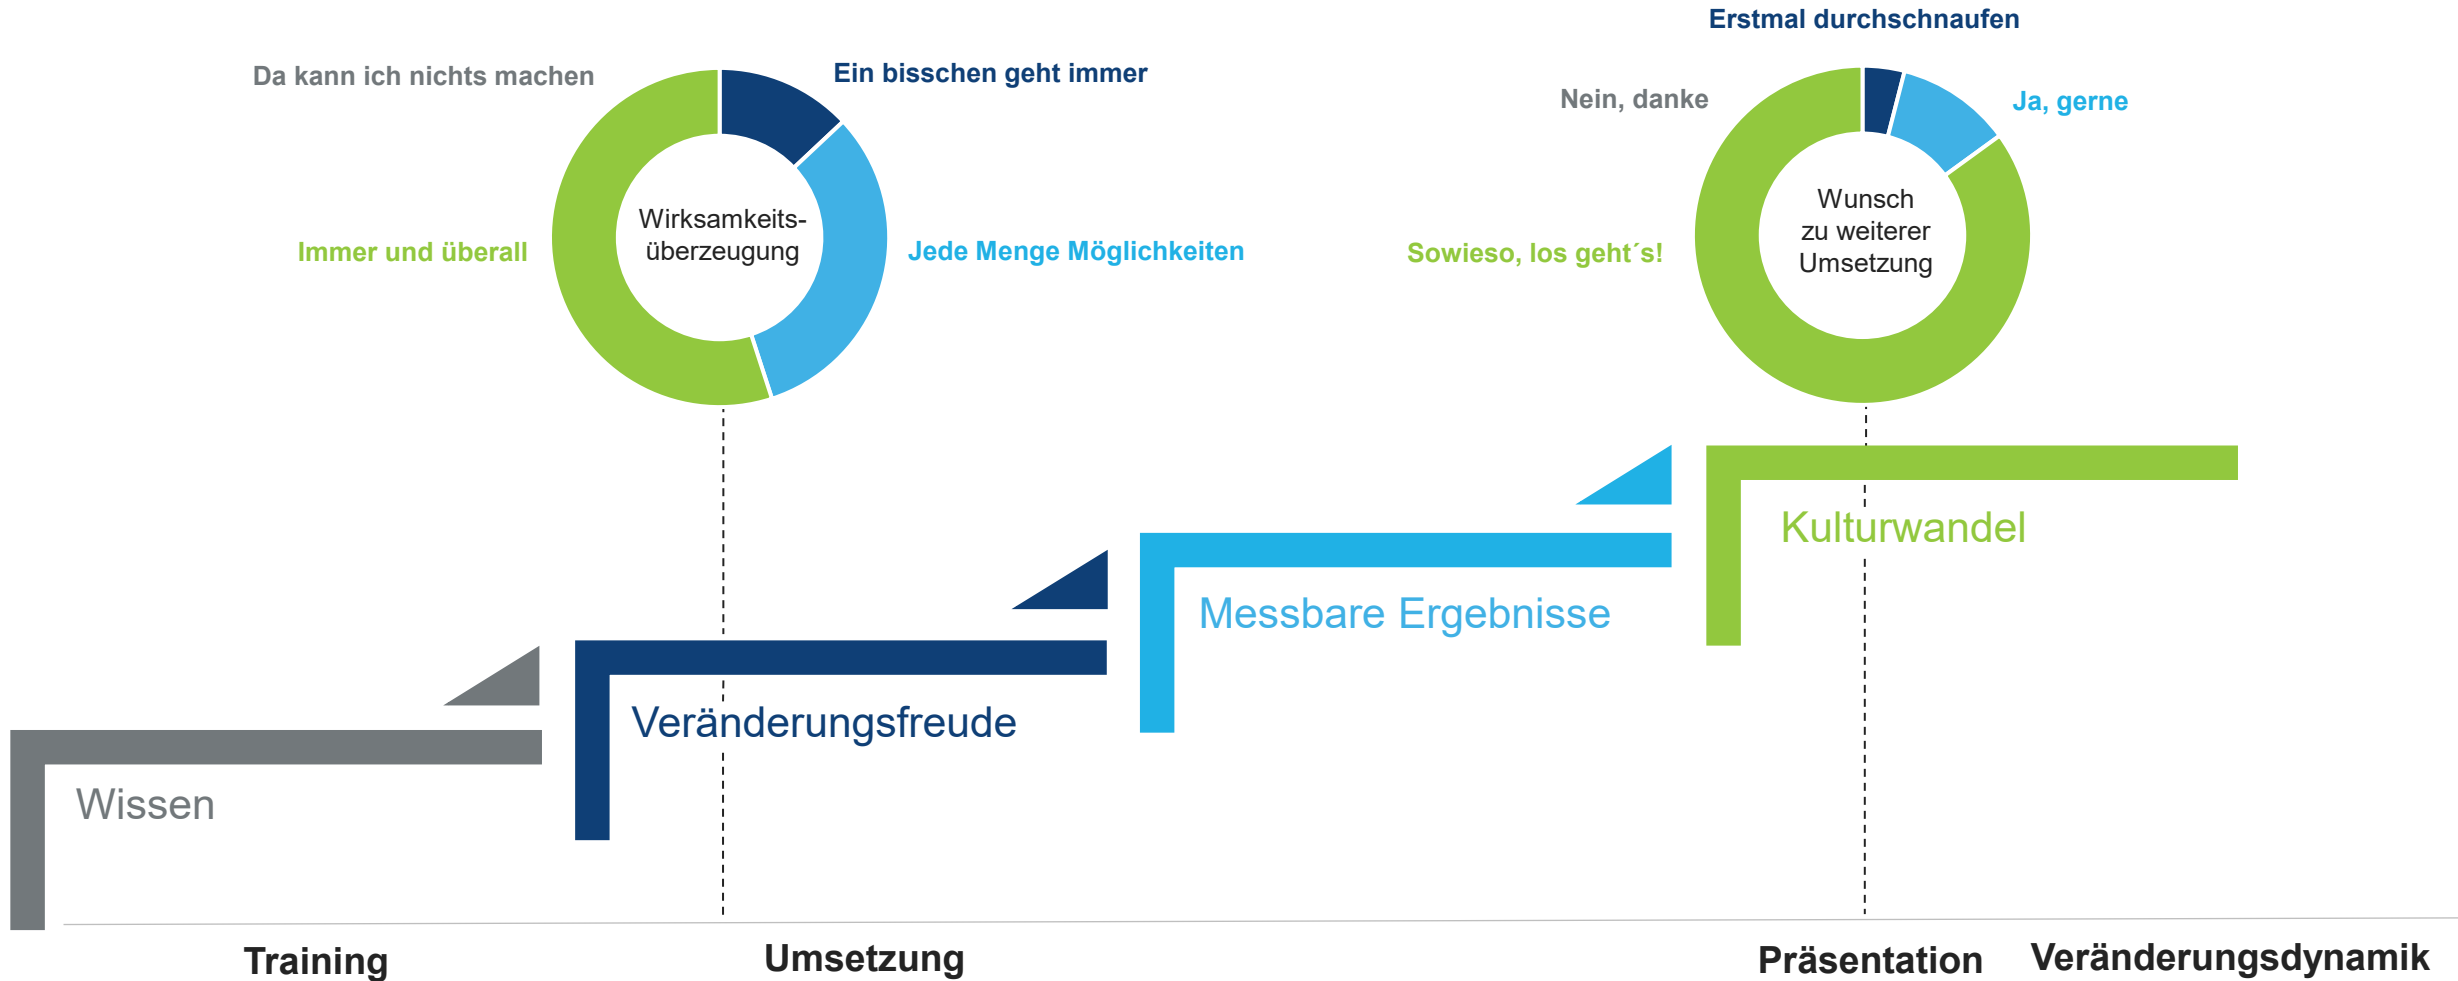 Erstmal durchschnaufen
Da kann ich nichts machen
Ein bisschen geht immer
Nein, danke
Ja, gerne
Wirksamkeits-
überzeugung
Immer und überall
Jede Menge Möglichkeiten
Wunsch
zu weiterer
Umsetzung
Sowieso, los geht´s!
Kulturwandel
Messbare Ergebnisse
Veränderungsfreude
Wissen
Training
Umsetzung
Präsentation
Veränderungsdynamik